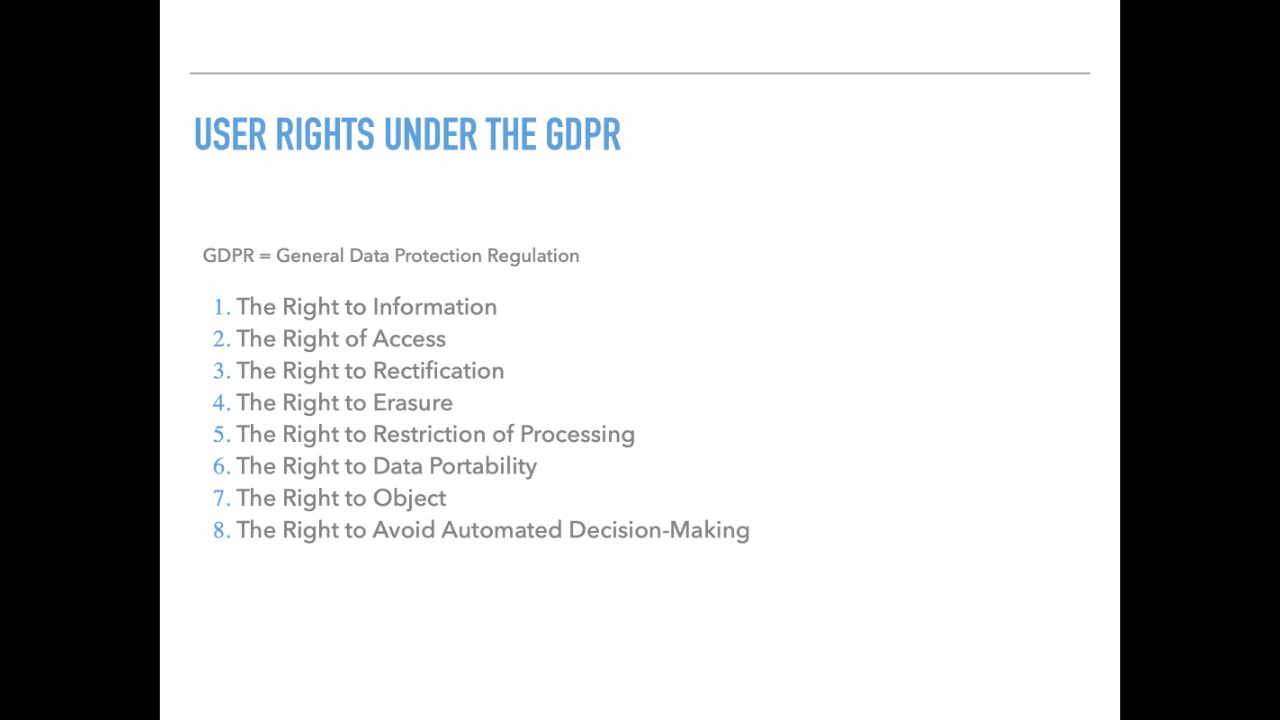 USER RIGHTS UNDER THE GDPR
GDPR = General Data Protection Regulation
1. The Right to Information
2. The Right of Access
3. The Right to Rectification
4. The Right to Erasure
5. The Right to Restriction of Processing
6. The Right to Data Portability
7. The Right to Object
8. The Right to Avoid Automated Decision-Making